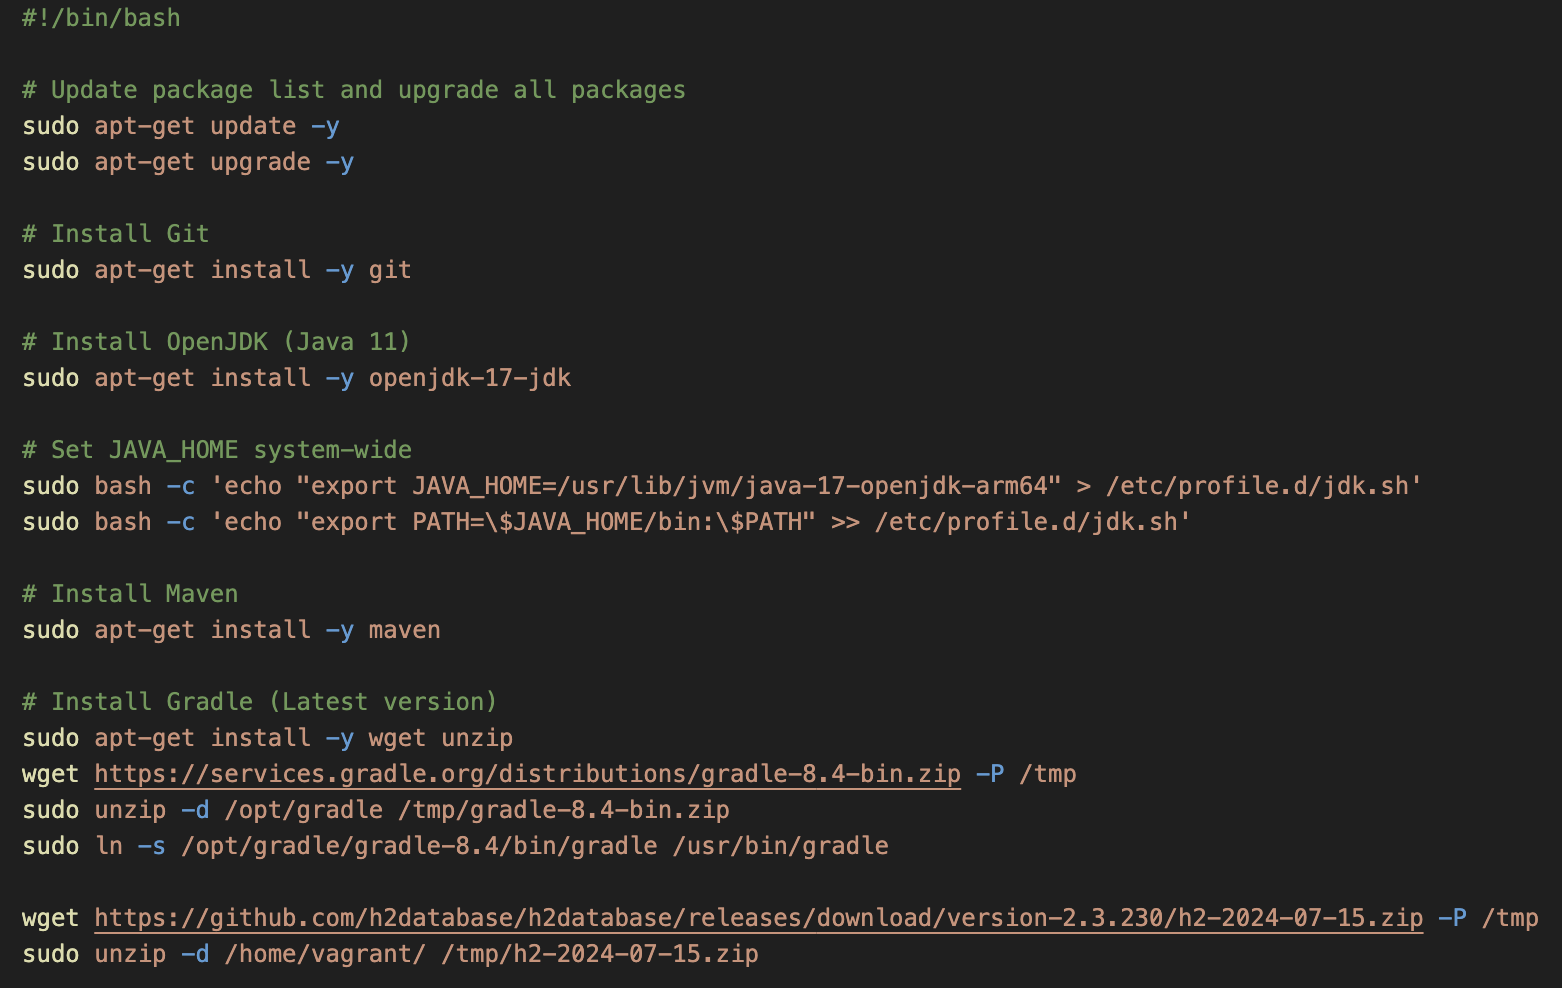 #!/bin/bash
# Update package list and upgrade all packages
sudo apt-get update -y
sudo apt-get upgrade -y
# Install Git
sudo apt-get install -y git
# Install OpenJDK (Java 11)
sudo apt-get install -y openjdk-17-jdk
# Set JAVA_HOME system-wide
sudo bash -c 'echo "export JAVA_HOME=/usr/lib/jvm/java-17-openjdk-arm64" > /etc/profile.d/jdk.sh'
sudo bash -c 'echo "export PATH=\$JAVA_HOME/bin:\$PATH" >> /etc/profile.d/jdk.sh'
# Install Maven
sudo apt-get install -y maven
# Install Gradle (Latest version)
sudo apt-get install -y wget unzip
wget https://services.gradle.org/distributions/gradle-8.4-bin.zip -P /tmp
sudo unzip -d /opt/gradle /tmp/gradle-8.4-bin.zip
sudo ln -s /opt/gradle/gradle-8.4/bin/gradle /usr/bin/gradle
wget https://github.com/h2database/h2database/releases/download/version-2.3.230/h2-2024-07-15.zip -P /tmp
sudo unzip -d /home/vagrant/ /tmp/h2-2024-07-15.zip